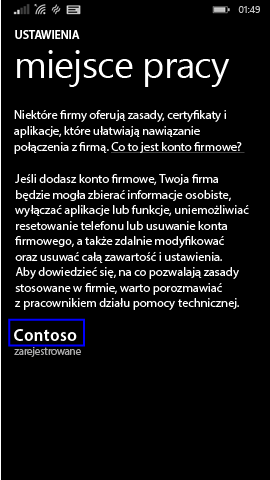 01:49
USTAWIENIA
miejsce pracy
Niektóre firmy oferują zasady, certyfikaty i
aplikacje, które ułatwiają nawiązanie
połączenia z firmą. Co to jest konto firmowe?
Jeśli dodasz konto firmowe, Twoja firma
będzie mogła zbierać informacje osobiste,
wyłączać aplikacje lub funkcje, uniemożliwiać
resetowanie telefonu lub usuwanie konta
firmowego, a także zdalnie modyfikować
oraz usuwać całą zawartość i ustawienia.
Aby dowiedzieć się, na co pozwalają zasady
stosowane w firmie, warto porozmawiać
z pracownikiem działu pomocy technicznej.
Contoso
zarejestrowane